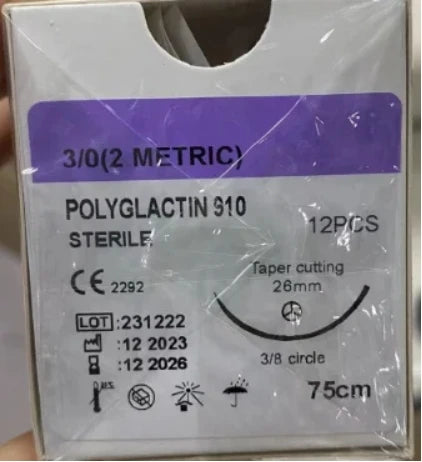 3/0(2 METRIC)
POLYGLACTIN 910
STERILE
12PCS
CE 2292
Taper cutting
26mm
LOT :231222
:12 2023
:12 2026
3/8 circle
75cm